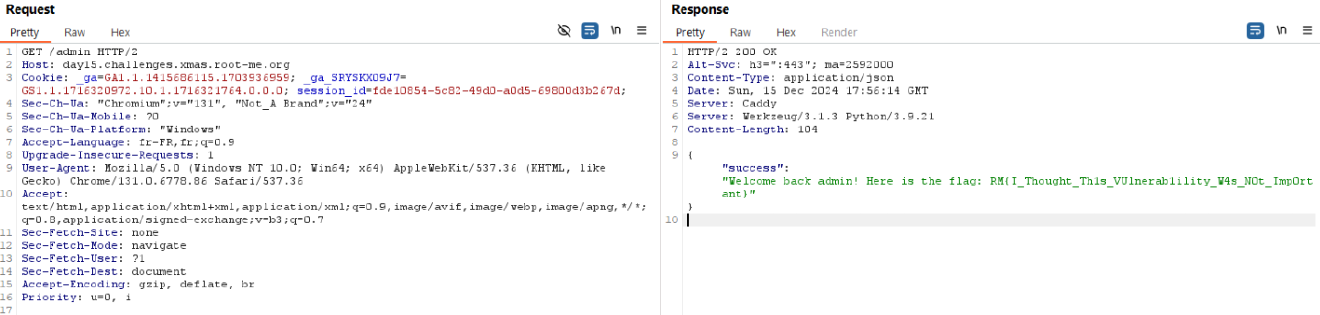 Request
Pretty Raw Hex
\n
1 GET /admin HTTP/2
2 Host: day15.challenges.xmas.root-me.org
3 Cookie: _ga=GA1.1.1415686115.1703936959; _ga_SRYSKX09J7=
GS1.1.1716320972.10.1.1716321764.0.0.0; session_id=fde10854-5c82-49d0-a0d5-69800d3b267d;
4 Sec-Ch-Ua: "Chromium";v="131", "Not_A Brand";v="24"
5 Sec-Ch-Ua-Mobile: ?0
6 Sec-Ch-Ua-Platform: "Windows"
7 Accept-Language: fr-FR,fr;q=0.9
8 Upgrade-Insecure-Requests: 1
9 User-Agent: Mozilla/5.0 (Windows NT 10.0; Win64; x64) AppleWebKit/537.36 (KHTML, like
Gecko) Chrome/131.0.6778.86 Safari/537.36
10 Accept:
text/html,application/xhtml+xml,application/xml;q=0.9,image/avif,image/webp,image/apng,*/*;
q=0.8,application/signed-exchange;v=b3;q=0.7
11 Sec-Fetch-Site: none
12 Sec-Fetch-Mode: navigate
13 Sec-Fetch-User: ?1
14 Sec-Fetch-Dest: document
15 Accept-Encoding: gzip, deflate, br
16 Priority: u=0, i
17
Response
Pretty Raw Hex Render
\n
1 HTTP/2 200 OK
2 Alt-Svc: h3=":443"; ma=2592000
3 Content-Type: application/json
4 Date: Sun, 15 Dec 2024 17:56:14 GMT
5 Server: Caddy
6 Server: Werkzeug/3.1.3 Python/3.9.21
7 Content-Length: 104
8
9 {
"success":
"Welcome back admin! Here is the flag: RM{I_Thought_Th1s_VUlnerabl1ility_W4s_N0t_Imp0rt
ant}"
}
10